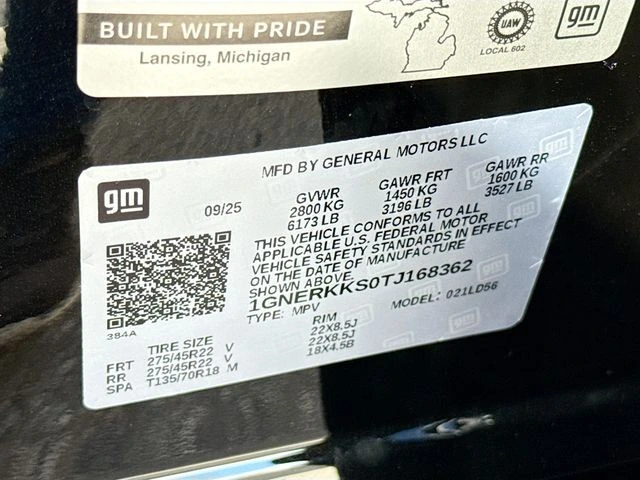 BUILT WITH PRIDE
Lansing, Michigan
UAW
LOCAL 602
gm
MFD BY GENERAL MOTORS LLC
gm
09/25
GVWR
2800 KG
6173 LB
GAWR FRT
1450 KG
3196 LB
GAWR RR
1600 KG
3527 LB
THIS VEHICLE CONFORMS TO ALL
APPLICABLE U.S. FEDERAL MOTOR
VEHICLE SAFETY STANDARDS IN EFFECT
ON THE DATE OF MANUFACTURE
SHOWN ABOVE.
1GNERKKS0TJ168362
TYPE: MPV
MODEL: 021LD56
384A
TIRE SIZE
RIM
FRT 275/45R22 V 22X8.5J
RR 275/45R22 V 22X8.5J
SPA T135/70R18 M 18X4.5B